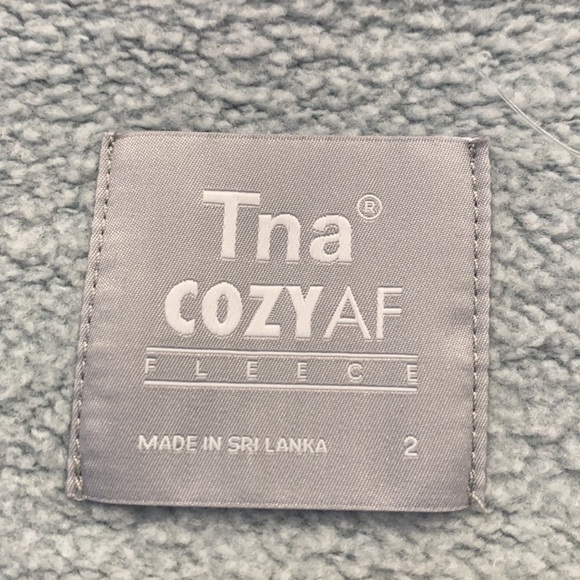 Tna®
COZYAF
FLEECE
MADE IN SRI LANKA 2